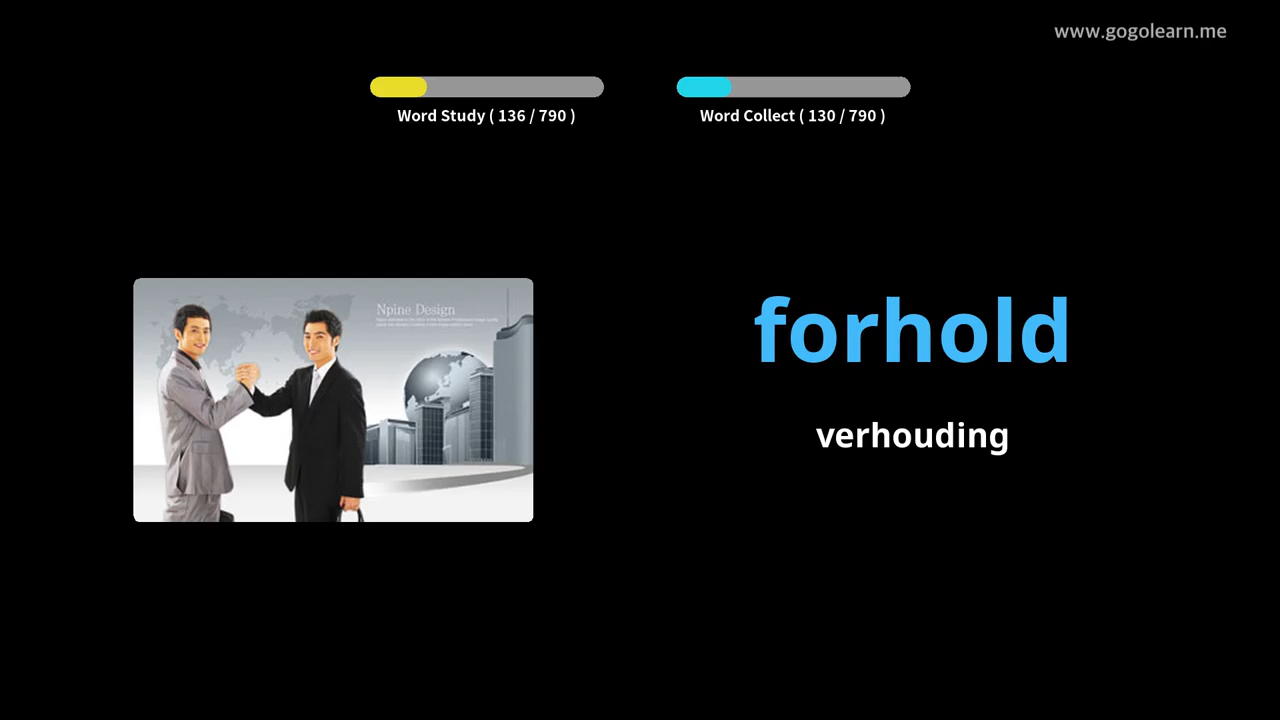 www.gogolearn.me
Word Study ( 136 / 790 )
Word Collect ( 130 / 790 )
Npine Design
forhold
verhouding